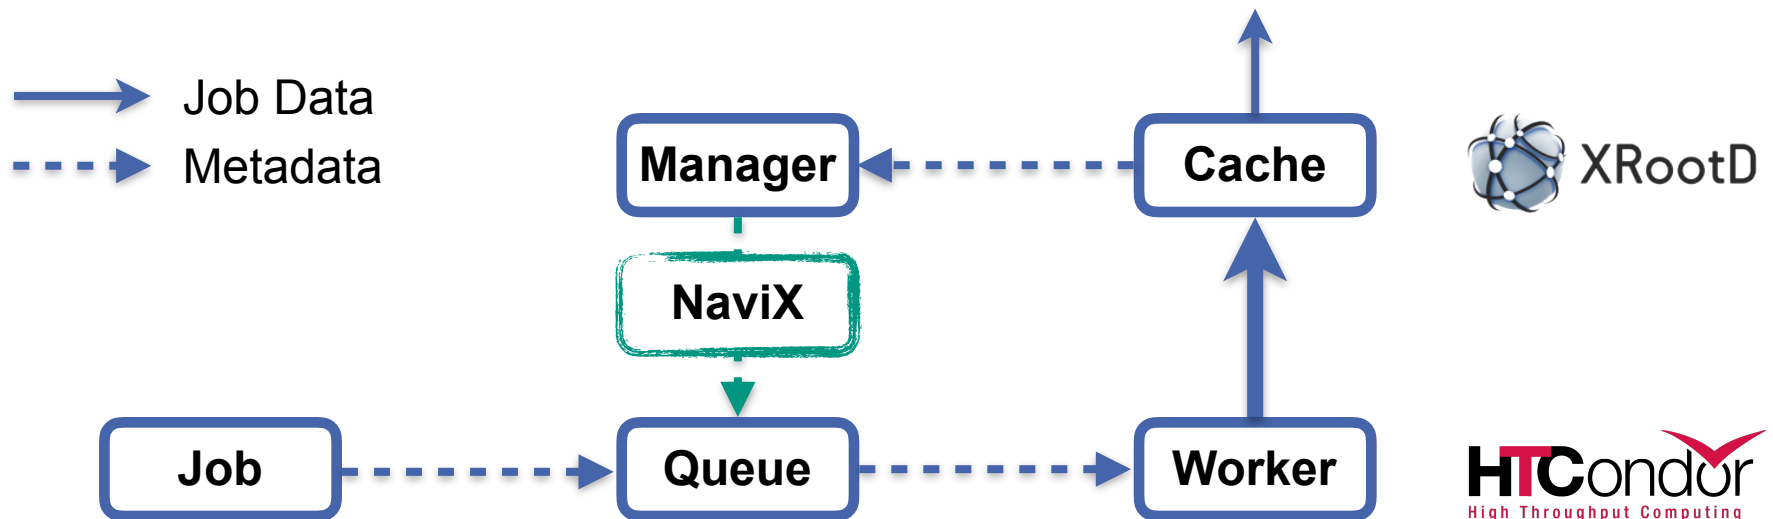 Job Data
Metadata
Manager
Cache
XRootD
NaviX
Job
Queue
Worker
HTCondor
High Throughput Computing